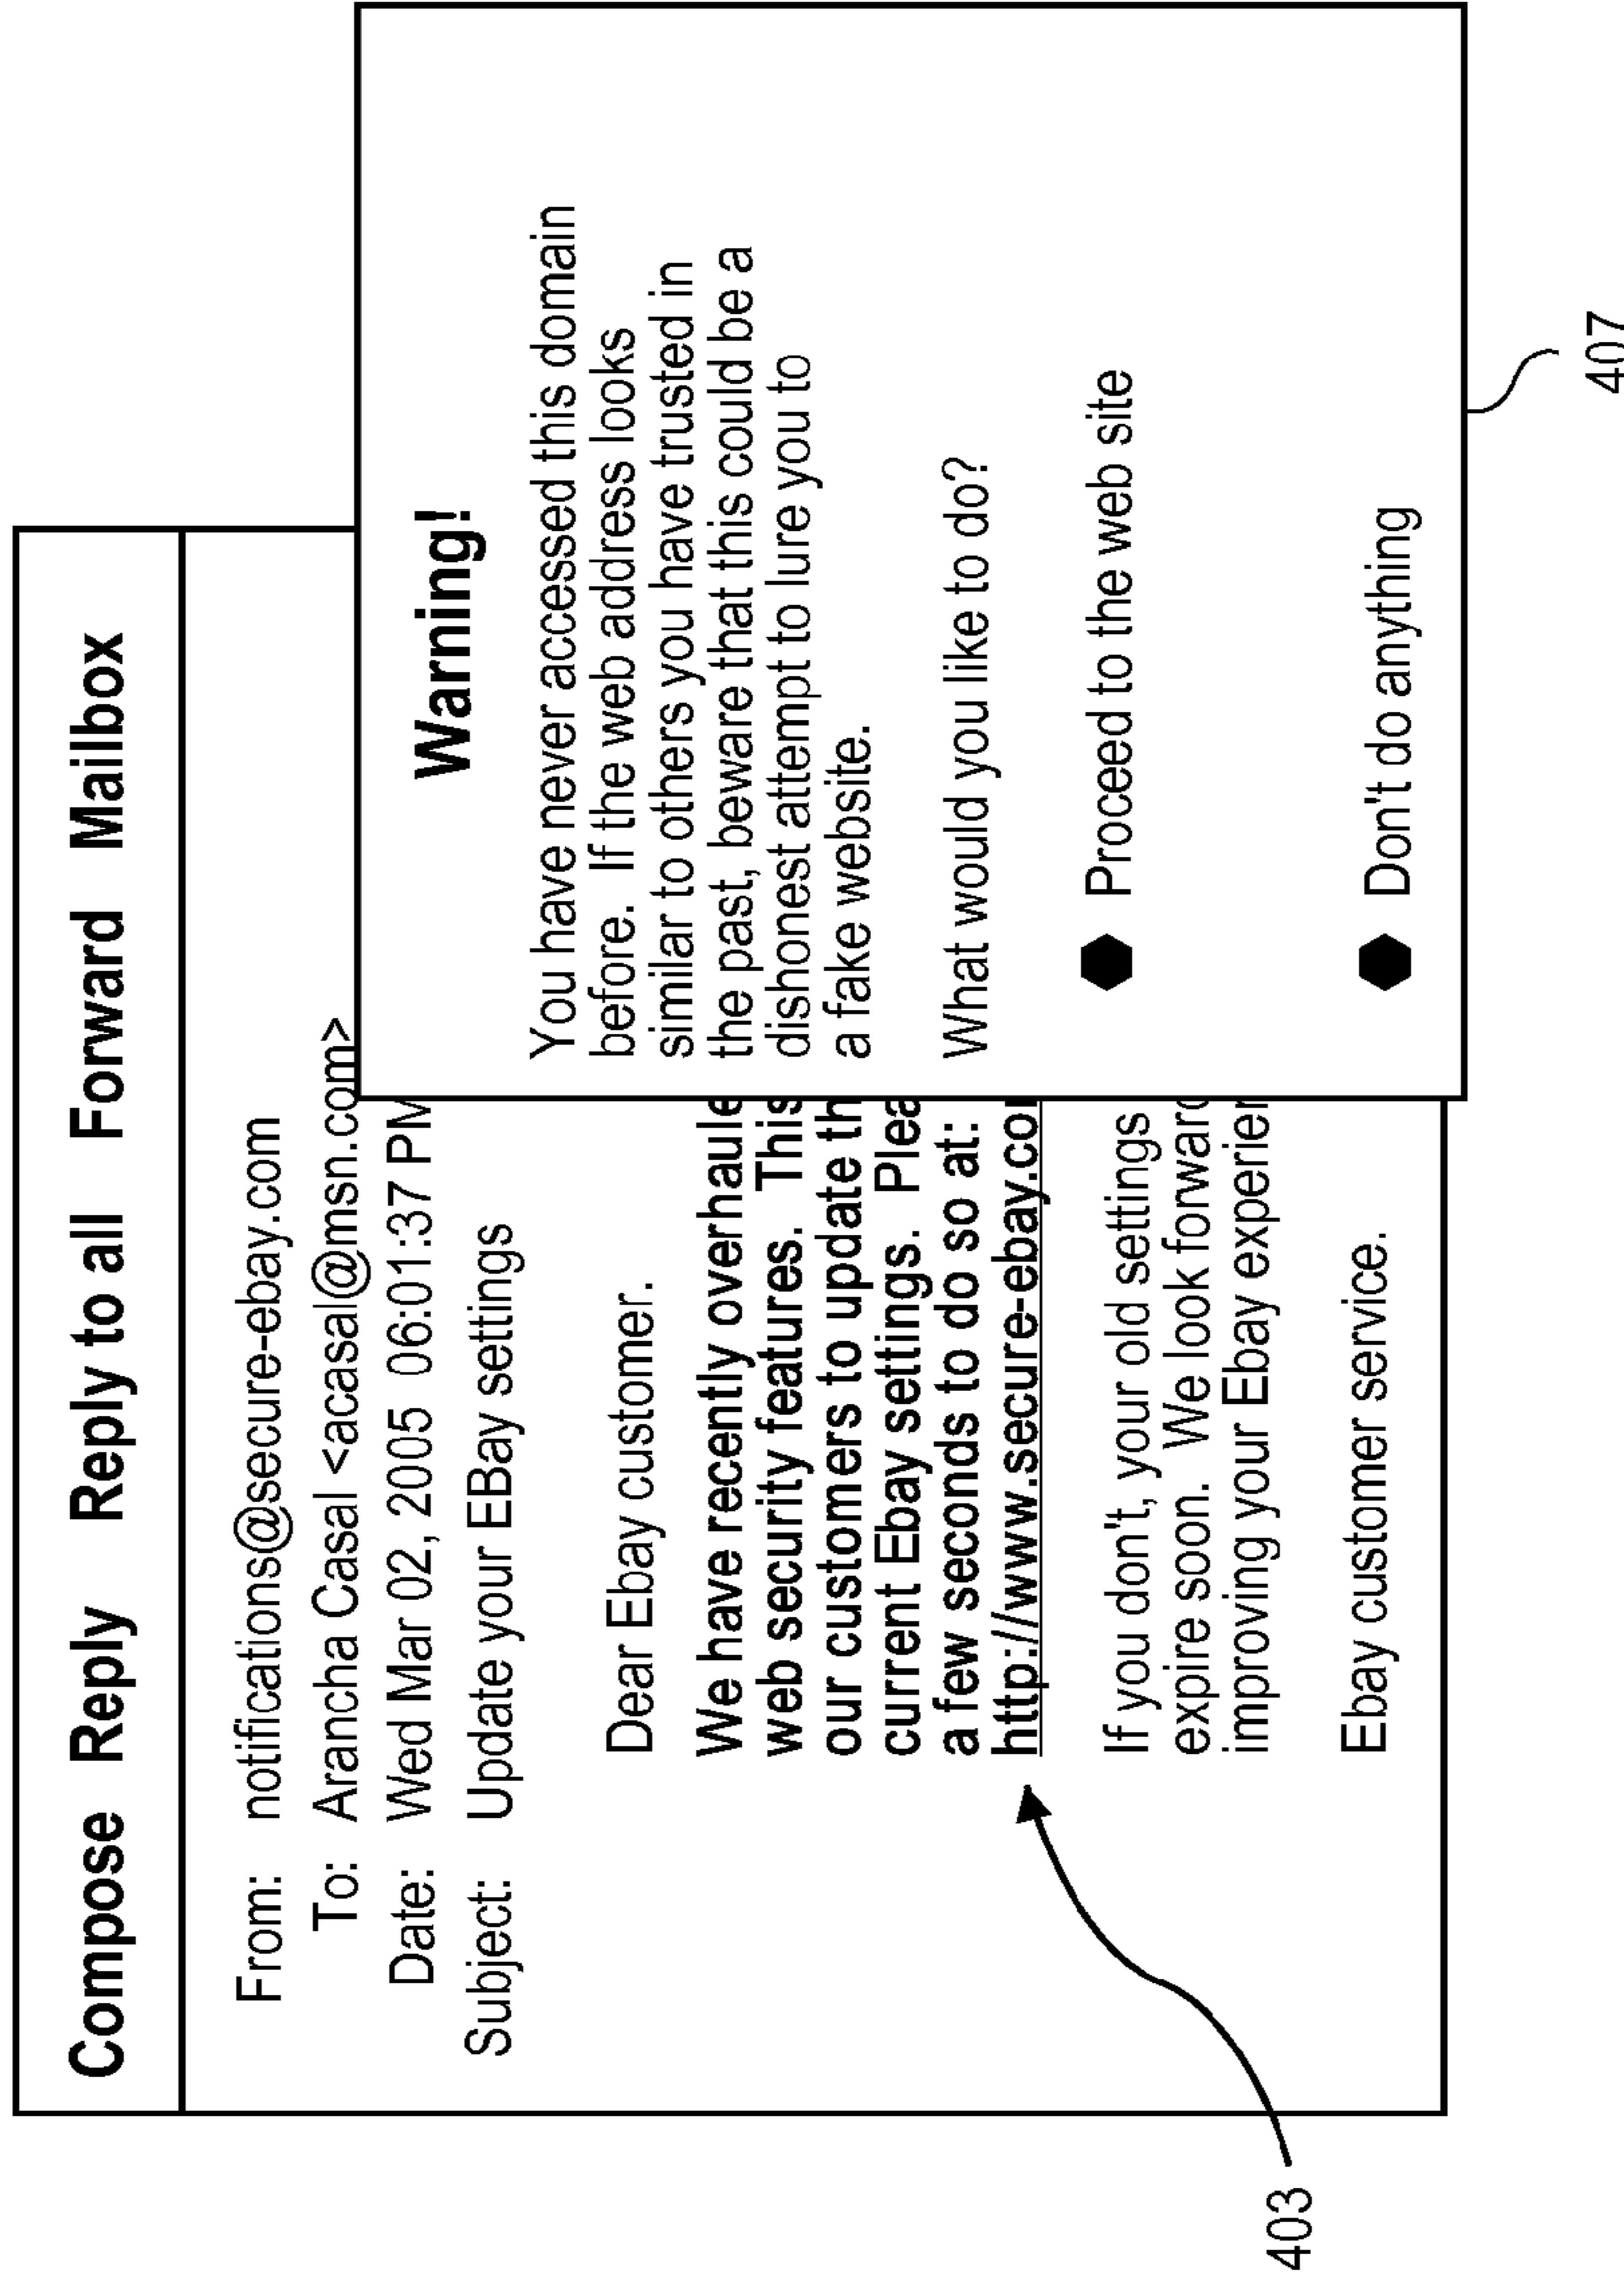 Compose Reply Reply to all Forward Mailbox
From: notifications@secure-ebay.com
To: Arancha Casal <acasal@msn.com>
Date: Wed Mar 02, 2005 06:01:37 PM
Subject: Update your EBay settings
Dear Ebay customer.
We have recently overhaule
web security features. This
our customers to update th
current Ebay settings. Plea
a few seconds to do so at:
http://www.secure-ebay.co
If you don't, your old settings
expire soon. We look forward
improving your Ebay experien
Ebay customer service.
Warning!
You have never accessed this domain
before. If the web address looks
similar to others you have trusted in
the past, beware that this could be a
dishonest attempt to lure you to
a fake website.
What would you like to do?
Proceed to the web site
Don't do anything
403
407